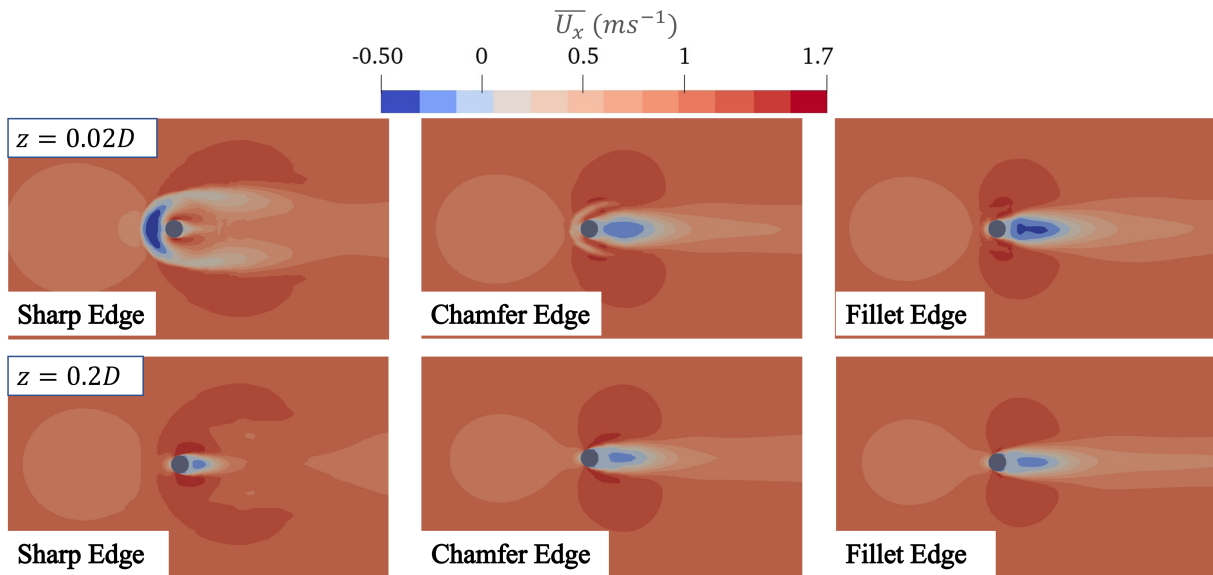 $\overline{U_x}$ (ms⁻¹)
-0.50 0 0.5 1 1.7
z = 0.02D
Sharp Edge Chamfer Edge Fillet Edge
z = 0.2D
Sharp Edge Chamfer Edge Fillet Edge